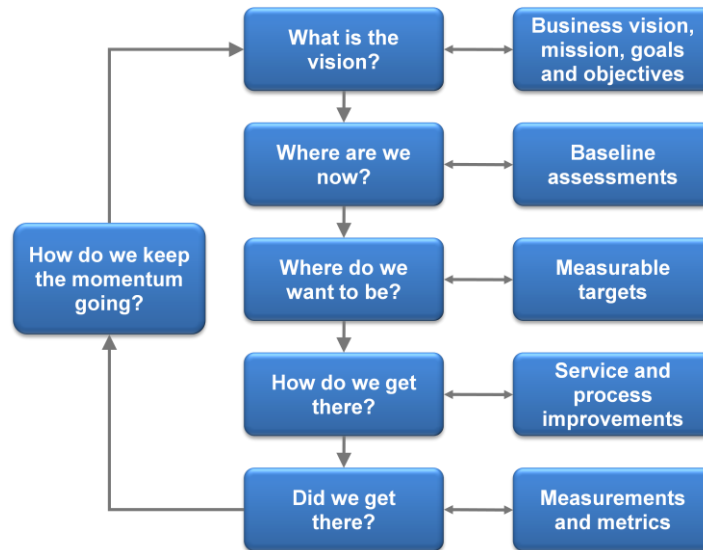 What is the
vision?
Business vision,
mission, goals
and objectives
Where are we
now?
Baseline
assessments
How do we keep
the momentum
going?
Where do we
want to be?
Measurable
targets
How do we get
there?
Service and
process
improvements
Did we get
there?
Measurements
and metrics